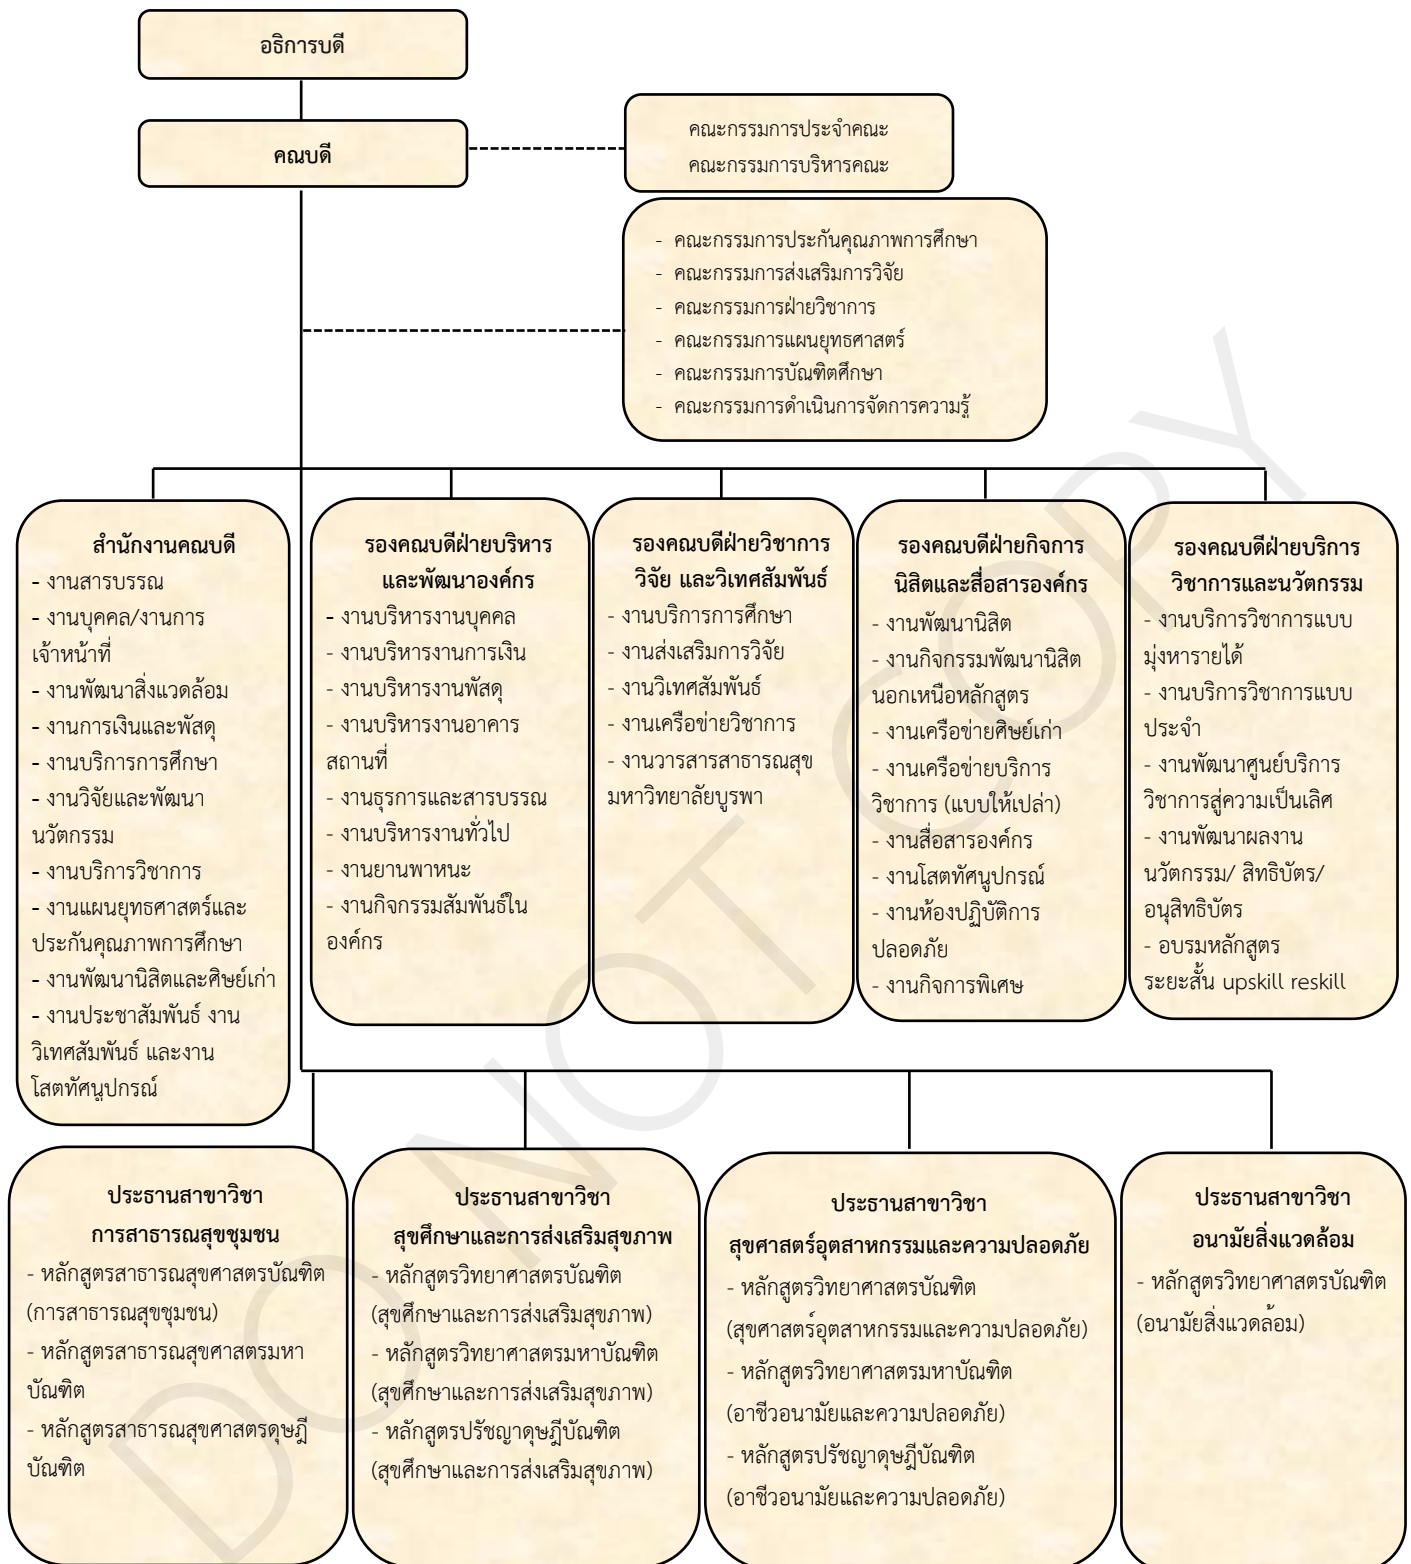 อธิการบดี
คณบดี
คณะกรรมการประจำคณะ
คณะกรรมการบริหารคณะ
- คณะกรรมการประกันคุณภาพการศึกษา
- คณะกรรมการส่งเสริมการวิจัย
- คณะกรรมการฝ่ายวิชาการ
- คณะกรรมการแผนยุทธศาสตร์
- คณะกรรมการบัณฑิตศึกษา
- คณะกรรมการดำเนินการจัดการความรู้
สำนักงานคณบดี
- งานสารบรรณ
- งานบุคคล/งานการ
เจ้าหน้าที่
- งานพัฒนาสิ่งแวดล้อม
- งานการเงินและพัสดุ
- งานบริการการศึกษา
- งานวิจัยและพัฒนา
นวัตกรรม
- งานบริการวิชาการ
- งานแผนยุทธศาสตร์และ
ประกันคุณภาพการศึกษา
- งานพัฒนานิสิตและศิษย์เก่า
- งานประชาสัมพันธ์ งาน
วิเทศสัมพันธ์ และงาน
โสตทัศนูปกรณ์
รองคณบดีฝ่ายบริหาร
และพัฒนาองค์กร
- งานบริหารงานบุคคล
- งานบริหารงานการเงิน
- งานบริหารงานพัสดุ
- งานบริหารงานอาคาร
สถานที่
- งานธุรการและสารบรรณ
- งานบริหารงานทั่วไป
- งานยานพาหนะ
- งานกิจกรรมสัมพันธ์ใน
องค์กร
รองคณบดีฝ่ายวิชาการ
วิจัย และวิเทศสัมพันธ์
- งานบริการการศึกษา
- งานส่งเสริมการวิจัย
- งานวิเทศสัมพันธ์
- งานเครือข่ายวิชาการ
- งานวารสารสาธารณสุข
มหาวิทยาลัยบูรพา
รองคณบดีฝ่ายกิจการ
นิสิตและสื่อสารองค์กร
- งานพัฒนานิสิต
- งานกิจกรรมพัฒนานิสิต
นอกเหนือหลักสูตร
- งานเครือข่ายศิษย์เก่า
- งานเครือข่ายบริการ
วิชาการ (แบบให้เปล่า)
- งานสื่อสารองค์กร
- งานโสตทัศนูปกรณ์
- งานห้องปฏิบัติการ
ปลอดภัย
- งานกิจการพิเศษ
รองคณบดีฝ่ายบริการ
วิชาการและนวัตกรรม
- งานบริการวิชาการแบบ
มุ่งหารายได้
- งานบริการวิชาการแบบ
ประจำ
- งานพัฒนาศูนย์บริการ
วิชาการสู่ความเป็นเลิศ
- งานพัฒนาผลงาน
นวัตกรรม/ สิทธิบัตร/
อนุสิทธิบัตร
- อบรมหลักสูตร
ระยะสั้น upskill reskill
ประธานสาขาวิชา
การสาธารณสุขชุมชน
- หลักสูตรสาธารณสุขศาสตรบัณฑิต
(การสาธารณสุขชุมชน)
- หลักสูตรสาธารณสุขศาสตรมหา
บัณฑิต
- หลักสูตรสาธารณสุขศาสตรดุษฎี
บัณฑิต
ประธานสาขาวิชา
สุขศึกษาและการส่งเสริมสุขภาพ
- หลักสูตรวิทยาศาสตรบัณฑิต
(สุขศึกษาและการส่งเสริมสุขภาพ)
- หลักสูตรวิทยาศาสตรมหาบัณฑิต
(สุขศึกษาและการส่งเสริมสุขภาพ)
- หลักสูตรปรัชญาดุษฎีบัณฑิต
(สุขศึกษาและการส่งเสริมสุขภาพ)
ประธานสาขาวิชา
สุขศาสตร์อุตสาหกรรมและความปลอดภัย
- หลักสูตรวิทยาศาสตรบัณฑิต
(สุขศาสตร์อุตสาหกรรมและความปลอดภัย)
- หลักสูตรวิทยาศาสตรมหาบัณฑิต
(อาชีวอนามัยและความปลอดภัย)
- หลักสูตรปรัชญาดุษฎีบัณฑิต
(อาชีวอนามัยและความปลอดภัย)
ประธานสาขาวิชา
อนามัยสิ่งแวดล้อม
- หลักสูตรวิทยาศาสตรบัณฑิต
(อนามัยสิ่งแวดล้อม)
DO NOT COPY